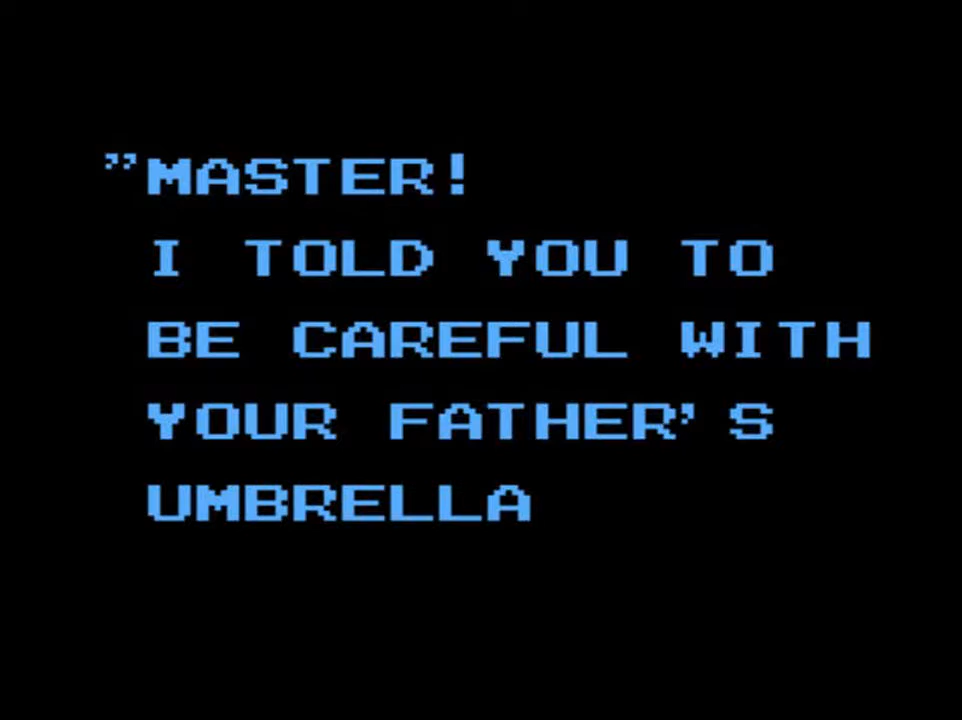 ”MASTER!
I TOLD YOU TO
BE CAREFUL WITH
YOUR FATHER’S
UMBRELLA